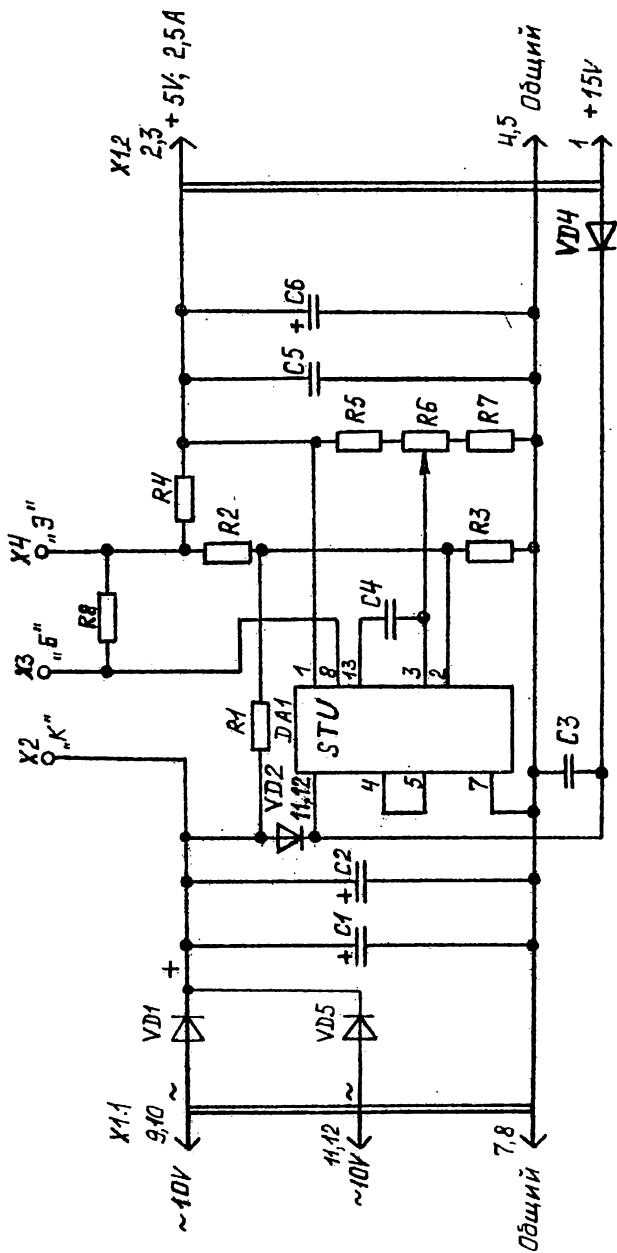 X1.1
9,10
~10V
~
VD1
+
11,12
~10V
~
VD5
7,8
Общий
+
C1
+
C2
X2
„К"
X3
„Б"
X4 „Э"
R8
R1
VD2
11,12
DA1
STU
4
5
7
1
8
13
3
2
C4
C3
R2
R4
R3
R5
R6
R7
C5
+
C6
X1.2
2,3
+ 5V; 2,5A
4,5
Общий
VD4
1
+15V